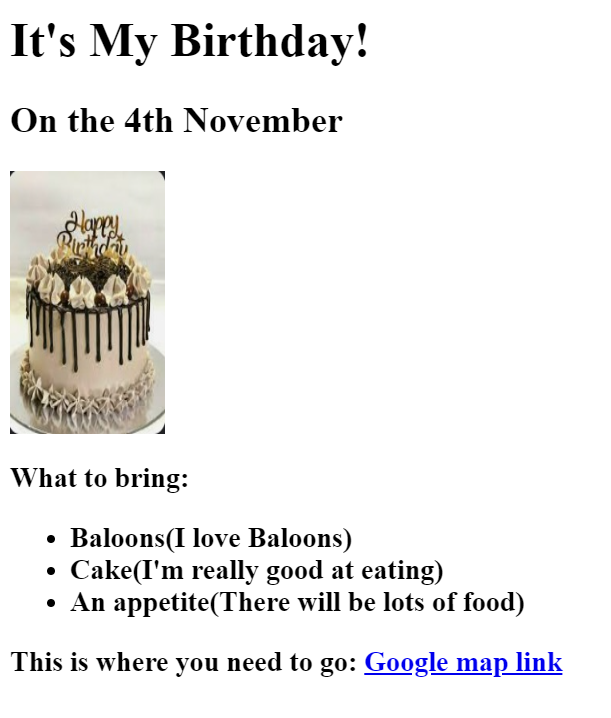 It's My Birthday!
On the 4th November
Happy
Birthday
What to bring:
Baloons(I love Baloons)
Cake(I'm really good at eating)
An appetite(There will be lots of food)
This is where you need to go: Google map link